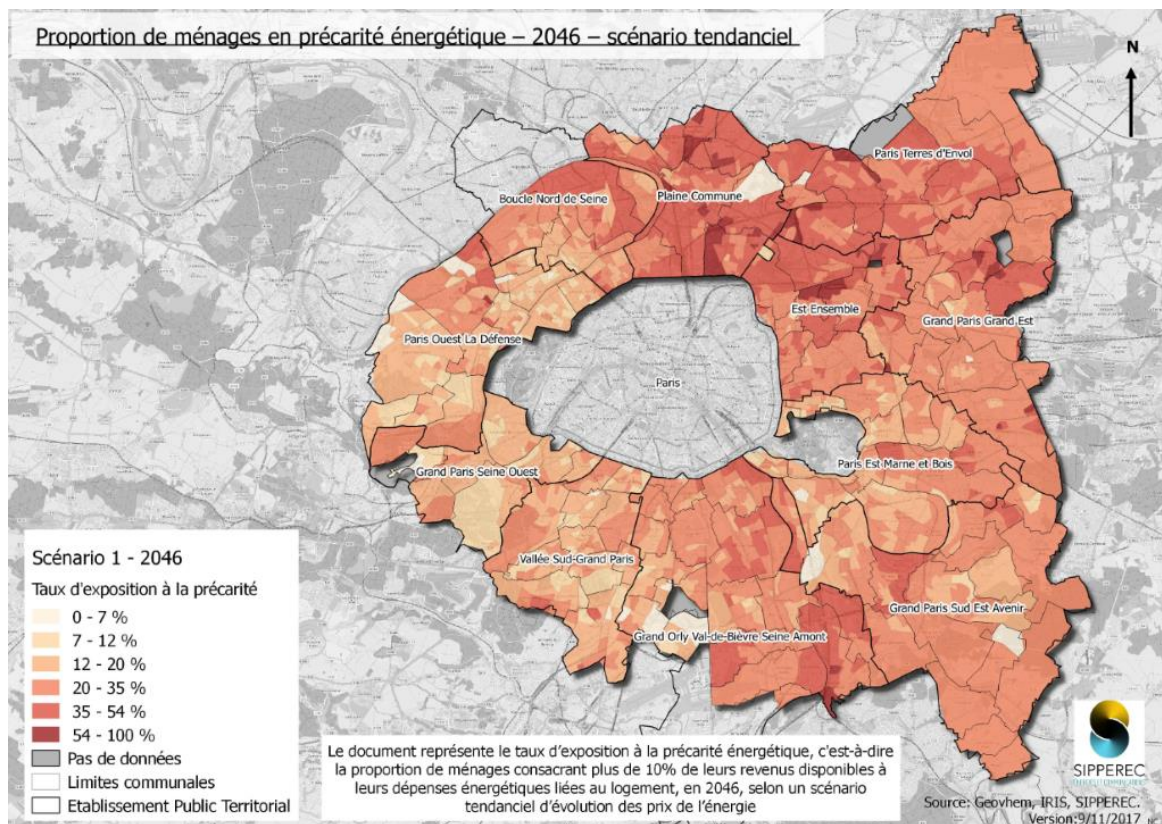 Proportion de ménages en précarité énergétique – 2046 – scénario tendanciel
N
Paris Terres d'Envol
Boucle Nord de Seine
Plaine Commune
Est Ensemble
Grand Paris Grand Est
Paris Ouest La Défense
Paris
Grand Paris Seine Ouest
Paris Est Marne et Bois
Vallée Sud-Grand Paris
Grand Paris Sud Est Avenir
Grand Orly Val-de-Bièvre Seine Amont
Scénario 1 - 2046
Taux d'exposition à la précarité
0 - 7 %
7 - 12 %
12 - 20 %
20 - 35 %
35 - 54 %
54 - 100 %
Pas de données
Limites communales
Etablissement Public Territorial
Le document représente le taux d'exposition à la précarité énergétique, c'est-à-dire
la proportion de ménages consacrant plus de 10% de leurs revenus disponibles à
leurs dépenses énergétiques liées au logement, en 2046, selon un scénario
tendanciel d'évolution des prix de l'énergie
SIPPEREC
Source: Geovhem, IRIS, SIPPEREC.
Version:9/11/2017